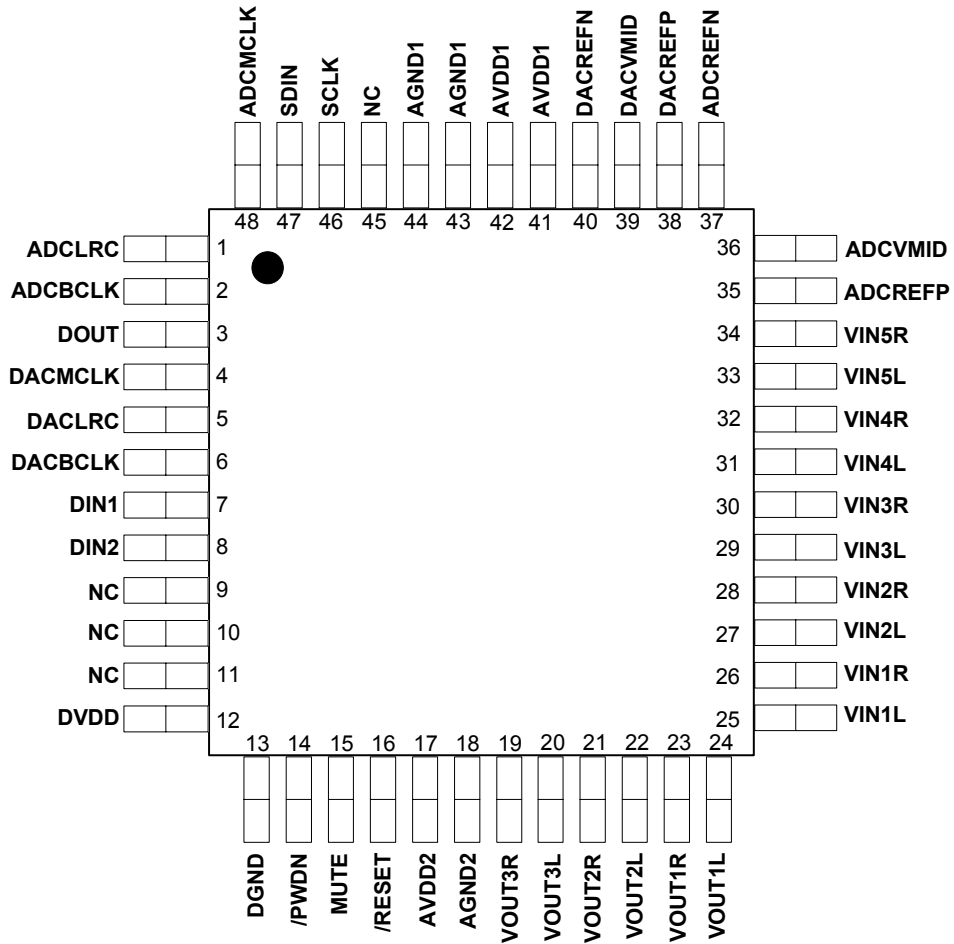 ADCMCLK
SDIN
SCLK
NC
AGND1
AGND1
AVDD1
AVDD1
DACREFN
DACVMID
DACREFP
ADCREFN
48 47 46 45 44 43 42 41 40 39 38 37
ADCLRC 1
ADCBCLK 2
DOUT 3
DACMCLK 4
DACLRC 5
DACBCLK 6
DIN1 7
DIN2 8
NC 9
NC 10
NC 11
DVDD 12
36 ADCVMID
35 ADCREFP
34 VIN5R
33 VIN5L
32 VIN4R
31 VIN4L
30 VIN3R
29 VIN3L
28 VIN2R
27 VIN2L
26 VIN1R
25 VIN1L
13 14 15 16 17 18 19 20 21 22 23 24
DGND
/PWDN
MUTE
/RESET
AVDD2
AGND2
VOUT3R
VOUT3L
VOUT2R
VOUT2L
VOUT1R
VOUT1L